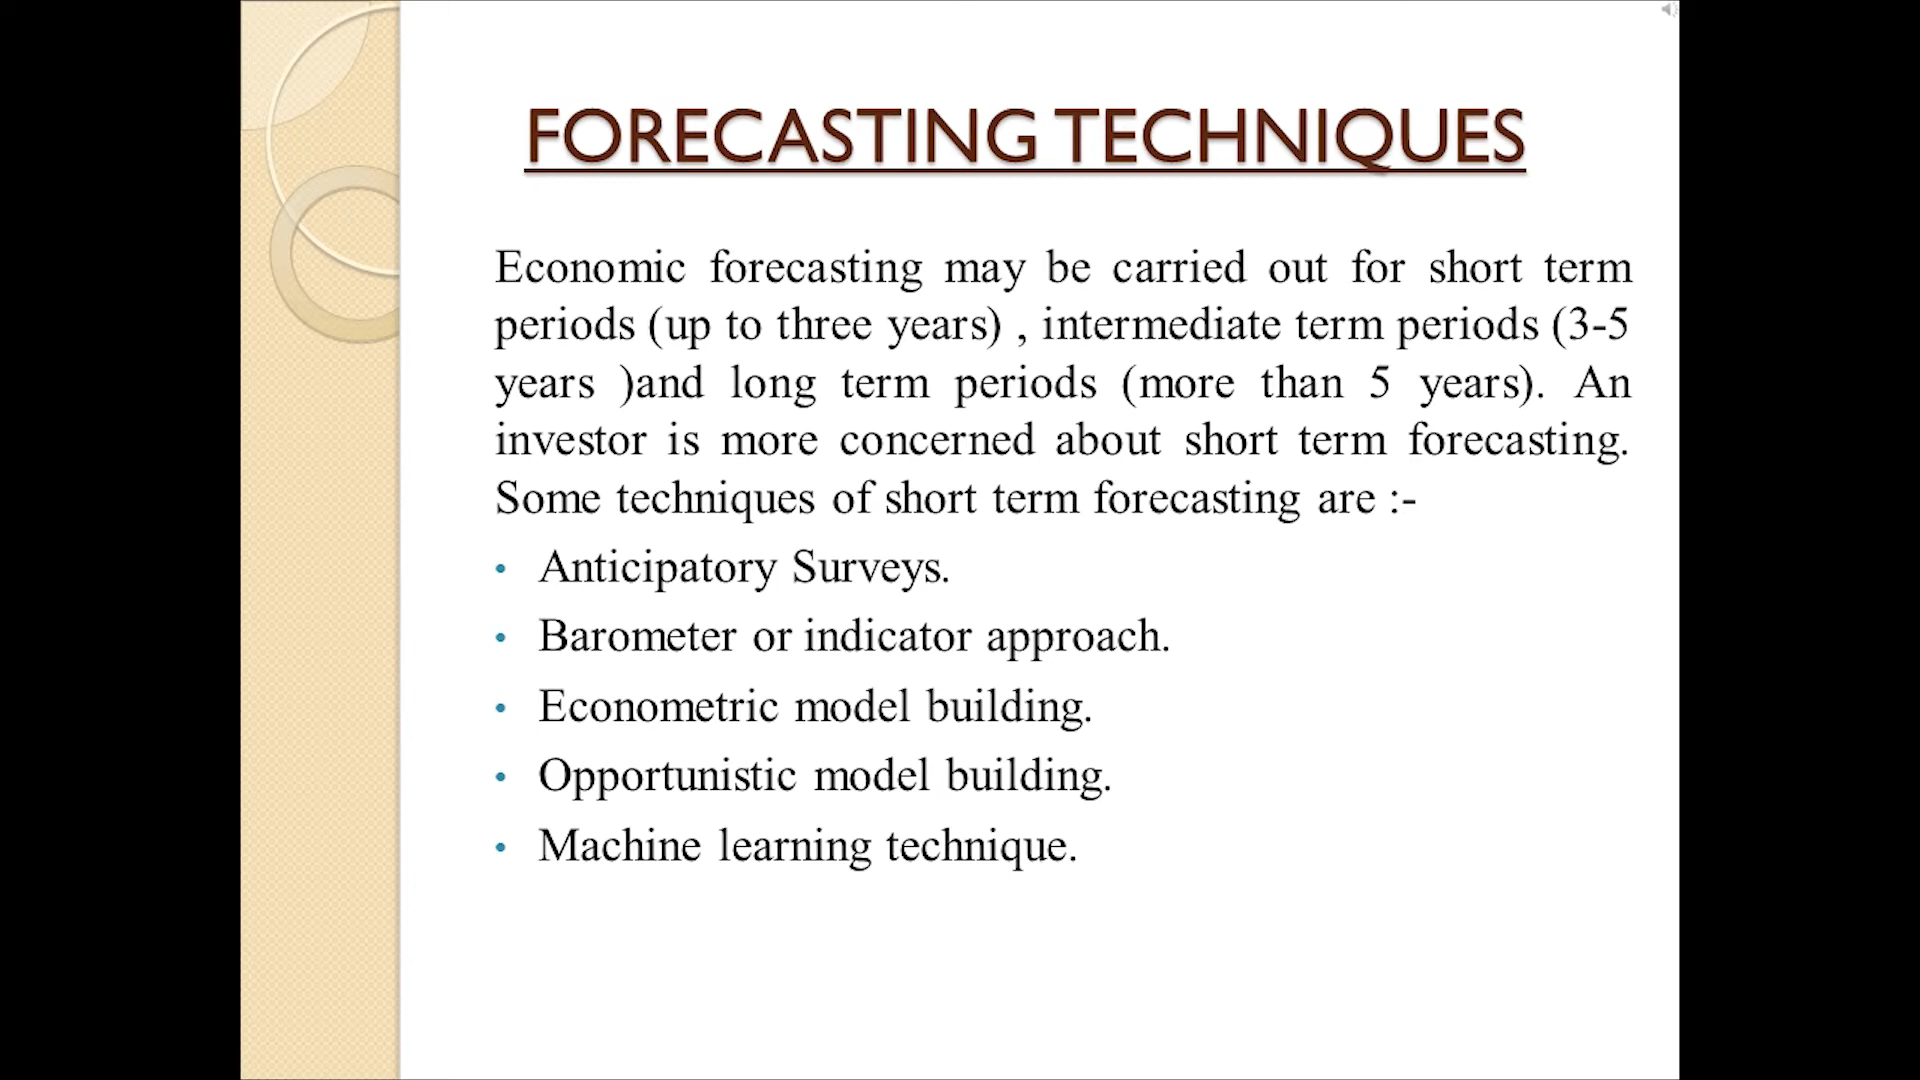 FORECASTING TECHNIQUES
Economic forecasting may be carried out for short term
periods (up to three years) , intermediate term periods (3-5
years )and long term periods (more than 5 years). An
investor is more concerned about short term forecasting.
Some techniques of short term forecasting are :-
• Anticipatory Surveys.
• Barometer or indicator approach.
• Econometric model building.
• Opportunistic model building.
• Machine learning technique.